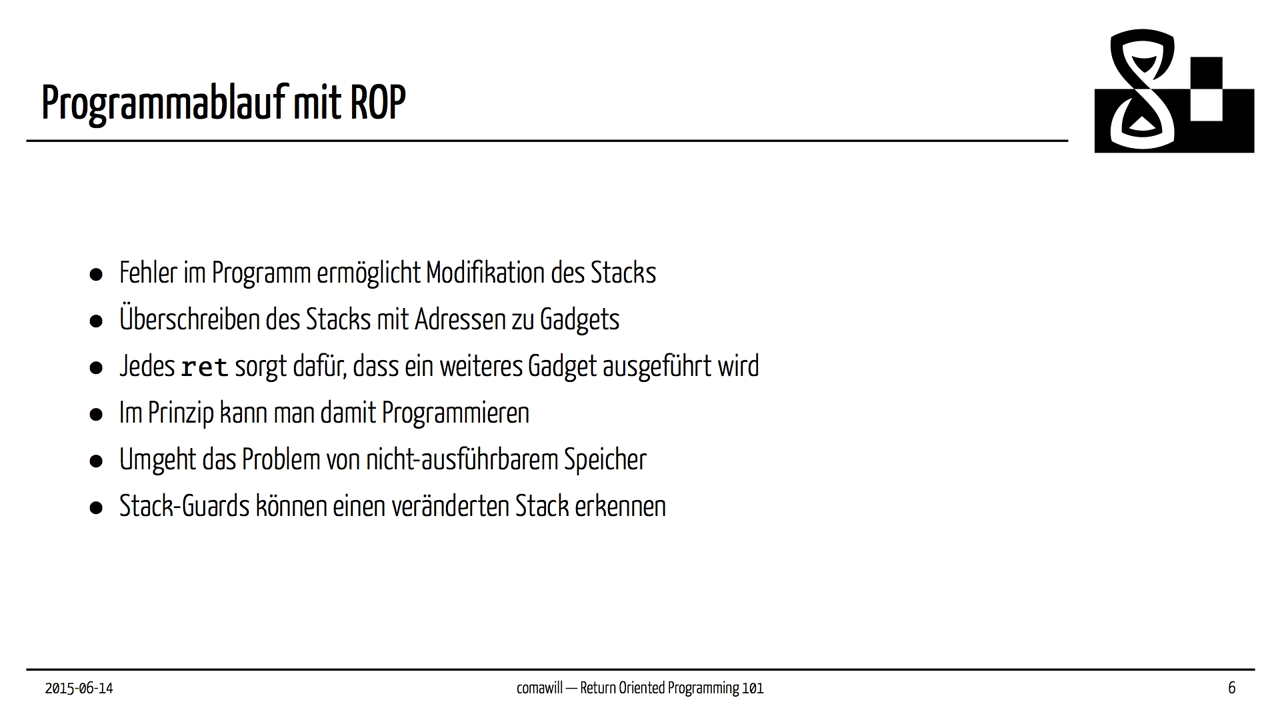 Programmablauf mit ROP
● Fehler im Programm ermöglicht Modifikation des Stacks
● Überschreiben des Stacks mit Adressen zu Gadgets
● Jedes ret sorgt dafür, dass ein weiteres Gadget ausgeführt wird
● Im Prinzip kann man damit Programmieren
● Umgeht das Problem von nicht-ausführbarem Speicher
● Stack-Guards können einen veränderten Stack erkennen
2015-06-14
comawill — Return Oriented Programming 101
6